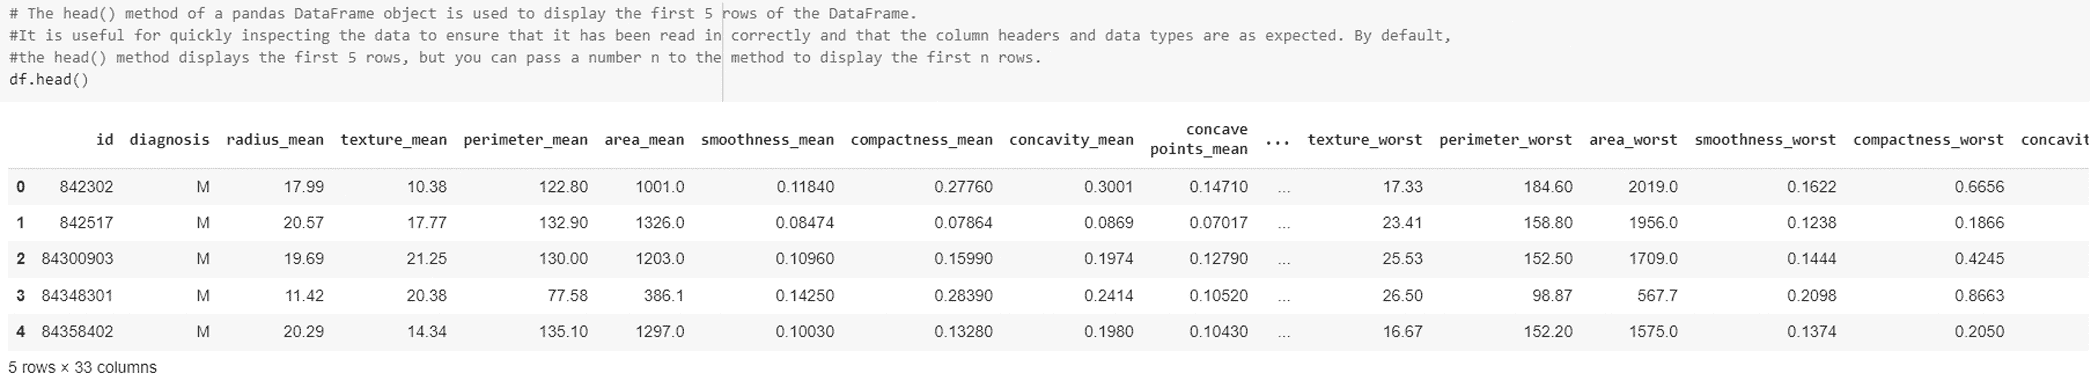 # The head() method of a pandas DataFrame object is used to display the first 5 rows of the DataFrame.
#It is useful for quickly inspecting the data to ensure that it has been read in correctly and that the column headers and data types are as expected. By default,
#the head() method displays the first 5 rows, but you can pass a number n to the method to display the first n rows.
df.head()
id diagnosis radius_mean texture_mean perimeter_mean area_mean smoothness_mean compactness_mean concavity_mean concave points_mean ... texture_worst perimeter_worst area_worst smoothness_worst compactness_worst concavit
0 842302 M 17.99 10.38 122.80 1001.0 0.11840 0.27760 0.3001 0.14710 ... 17.33 184.60 2019.0 0.1622 0.6656
1 842517 M 20.57 17.77 132.90 1326.0 0.08474 0.07864 0.0869 0.07017 ... 23.41 158.80 1956.0 0.1238 0.1866
2 84300903 M 19.69 21.25 130.00 1203.0 0.10960 0.15990 0.1974 0.12790 ... 25.53 152.50 1709.0 0.1444 0.4245
3 84348301 M 11.42 20.38 77.58 386.1 0.14250 0.28390 0.2414 0.10520 ... 26.50 98.87 567.7 0.2098 0.8663
4 84358402 M 20.29 14.34 135.10 1297.0 0.10030 0.13280 0.1980 0.10430 ... 16.67 152.20 1575.0 0.1374 0.2050
5 rows × 33 columns